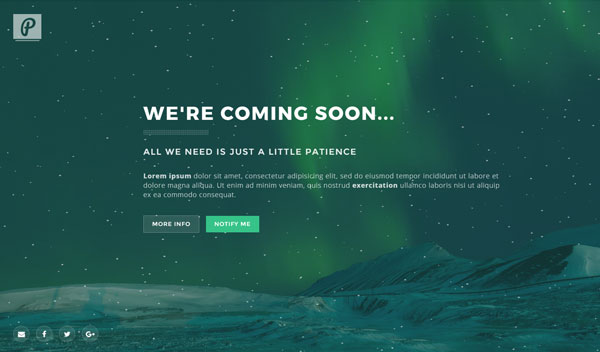 P
WE'RE COMING SOON...
ALL WE NEED IS JUST A LITTLE PATIENCE
Lorem ipsum dolor sit amet, consectetur adipisicing elit, sed do eiusmod tempor incididunt ut labore et
dolore magna aliqua. Ut enim ad minim veniam, quis nostrud exercitation ullamco laboris nisi ut aliquip
ex ea commodo consequat.
MORE INFO NOTIFY ME
f G+